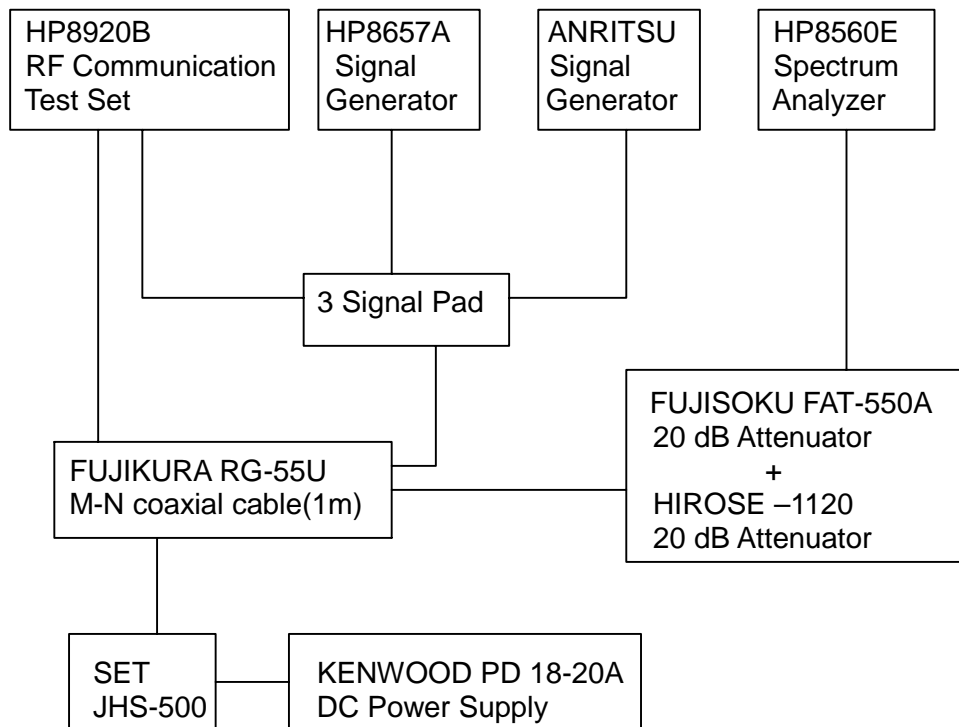 HP8920B
RF Communication
Test Set
HP8657A
Signal
Generator
ANRITSU
Signal
Generator
HP8560E
Spectrum
Analyzer
3 Signal Pad
FUJISOKU FAT-550A
20 dB Attenuator
+
HIROSE –1120
20 dB Attenuator
FUJIKURA RG-55U
M-N coaxial cable(1m)
SET
JHS-500
KENWOOD PD 18-20A
DC Power Supply